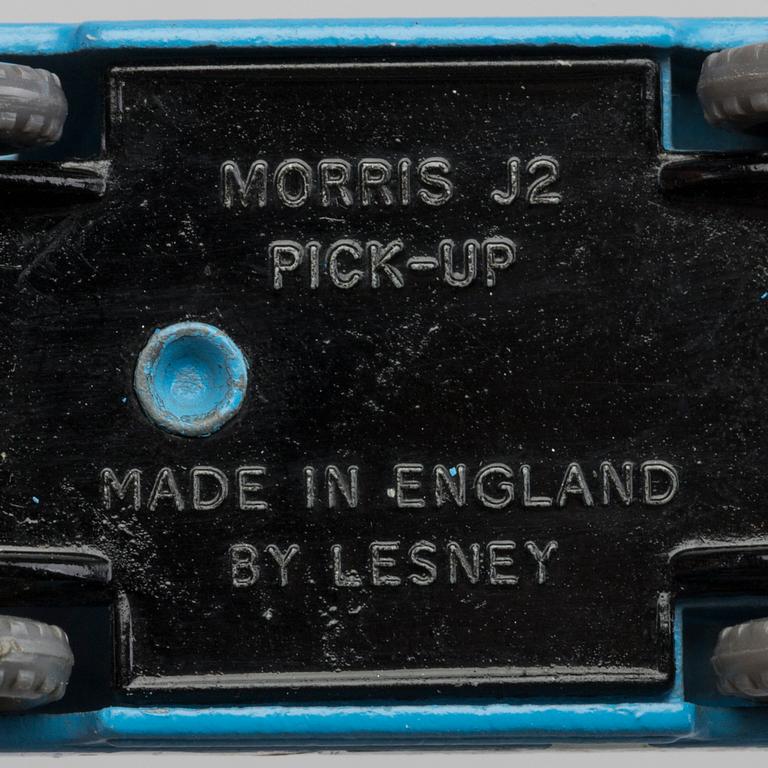 MORRIS J2
PICK-UP
MADE IN ENGLAND
BY LESNEY